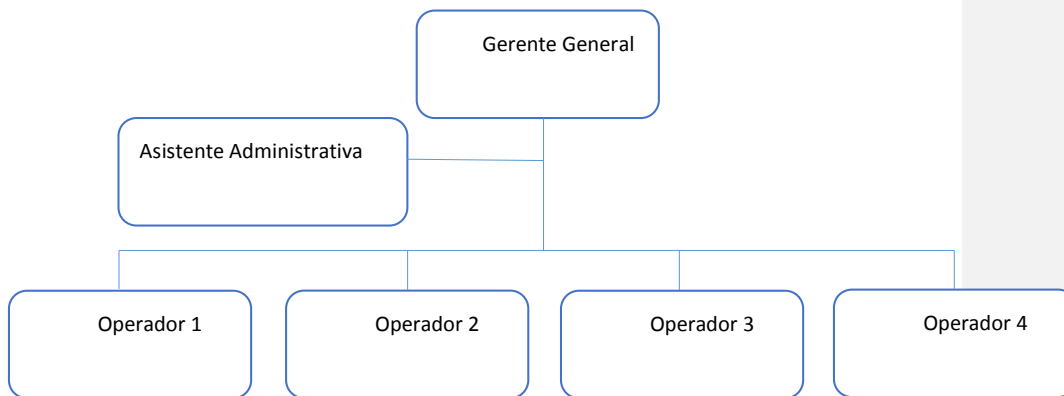 Gerente General
Asistente Administrativa
Operador 1
Operador 2
Operador 3
Operador 4